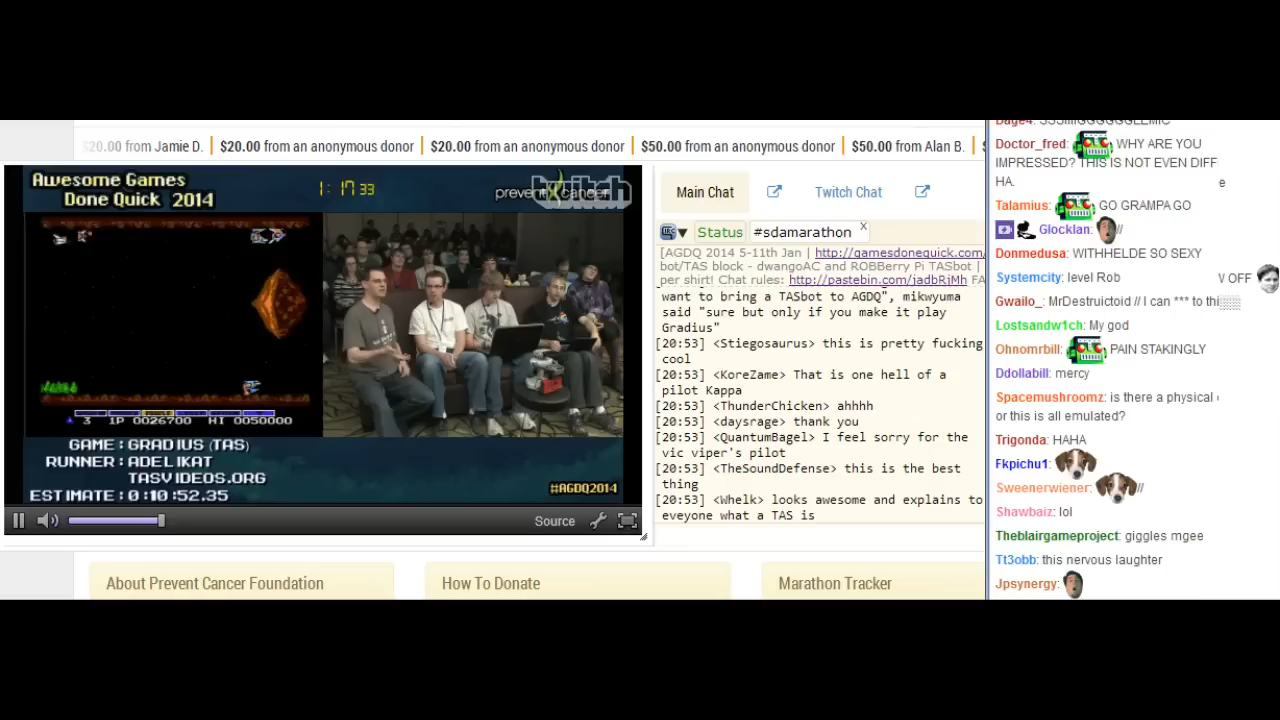 $20.00 from Jamie D.
$20.00 from an anonymous donor
$20.00 from an anonymous donor
$50.00 from an anonymous donor
$50.00 from Alan B.
Awesome Games
Done Quick 2014
1:17 33
prevent cancer
twitch
3 1P 0026700 HI 0050000
GAME : GRADIUS (TAS)
RUNNER : ADELIKAT
TASVIDEOS.ORG
ESTIMATE : 0:10:52.35
#AGDQ2014
Source
Main Chat
Twitch Chat
Status #sdamarathon X
[AGDQ 2014 5-11th Jan | http://gamesdonequick.com/
bot/TAS block - dwangoAC and ROBBerry Pi TASbot |
per shirt! Chat rules: http://pastebin.com/jadbRjMh FA
want to bring a TASbot to AGDQ", mikwyuma
said "sure but only if you make it play
Gradius"
[20:53] <Stiegosaurus> this is pretty fucking
cool
[20:53] <KoreZame> That is one hell of a
pilot Kappa
[20:53] <ThunderChicken> ahhhh
[20:53] <daysrage> thank you
[20:53] <QuantumBagel> I feel sorry for the
vic viper's pilot
[20:53] <TheSoundDefense> this is the best
thing
[20:53] <Whelk> looks awesome and explains to
eveyone what a TAS is
About Prevent Cancer Foundation
How To Donate
Marathon Tracker
Doctor_fred: WHY ARE YOU
IMPRESSED? THIS IS NOT EVEN DIFF
HA.
e
Talamius: GO GRAMPA GO
Glocklan: //
Donmedusa: WITHHELDE SO SEXY
Systemcity: level Rob
OFF
Gwailo_: MrDestructoid // I can *** to thi
Lostsandw1ch: My god
Ohnomrbill: PAIN STAKINGLY
Ddollabill: mercy
Spacemushroomz: is there a physical
or this is all emulated?
Trigonda: HAHA
Fkpichu1:
Sweenerwiener: //
Shawbaiz: lol
Theblairgameproject: giggles mgee
Tt3obb: this nervous laughter
Jpsynergy: